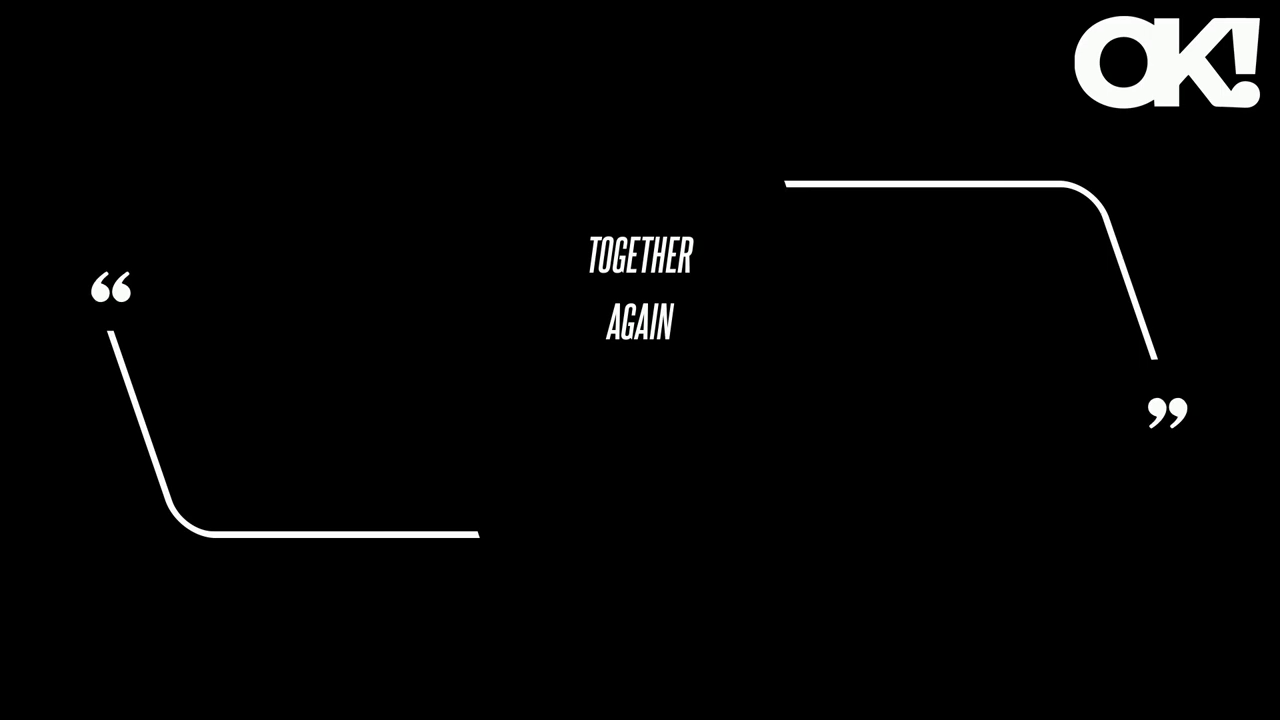 OK!
“
TOGETHER
AGAIN
”